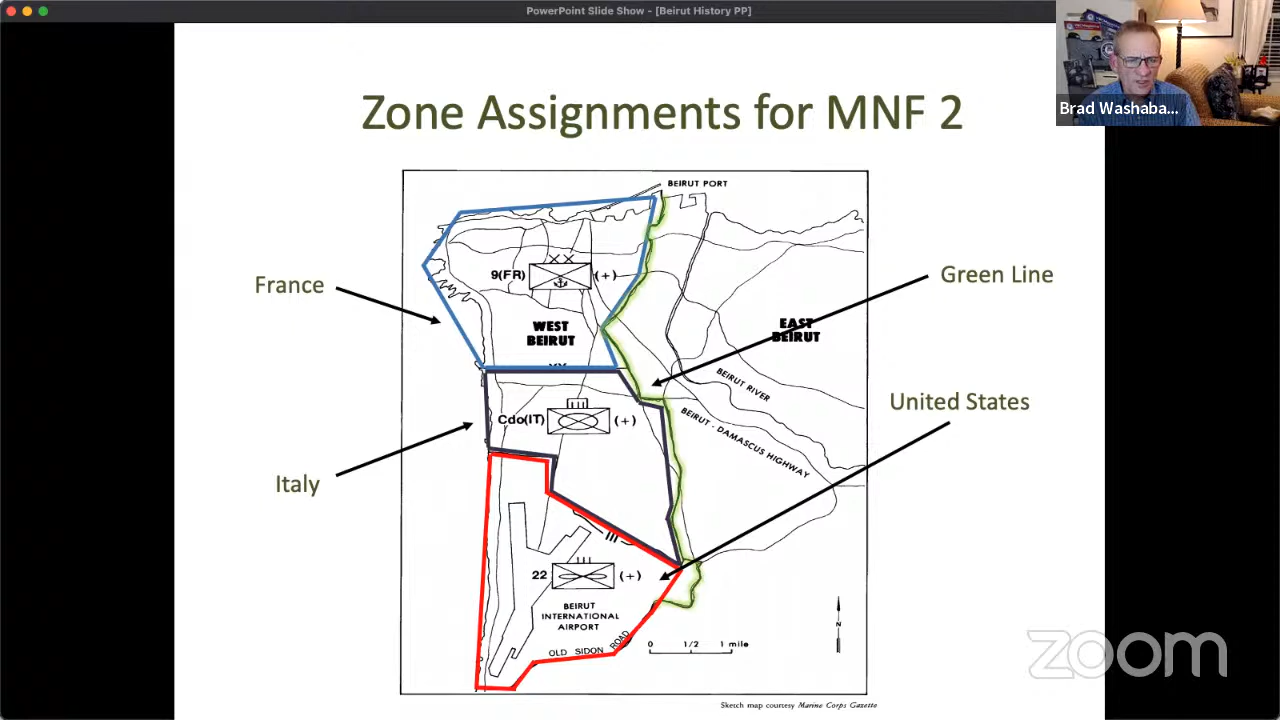 PowerPoint Slide Show - [Beirut History PP]
Brad Washaba...
Zone Assignments for MNF 2
BEIRUT PORT
France
9(FR)
(+)
Green Line
WEST
BEIRUT
EAST
BEIRUT
BEIRUT RIVER
United States
Cdo(IT)
(+)
BEIRUT - DAMASCUS HIGHWAY
Italy
22
(+)
BEIRUT
INTERNATIONAL
AIRPORT
OLD SIDON ROAD
0 1/2 1 mile
N
zoom
Sketch map courtesy Marine Corps Gazette